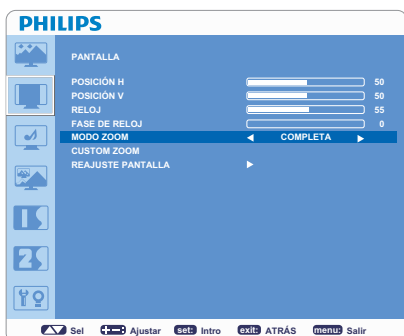 PHILIPS
PANTALLA
POSICIÓN H 50
POSICIÓN V 50
RELOJ 55
FASE DE RELOJ 0
MODO ZOOM COMPLETA
CUSTOM ZOOM
REAJUSTE PANTALLA
Sel Ajustar set: Intro exit: ATRÁS menu: Salir